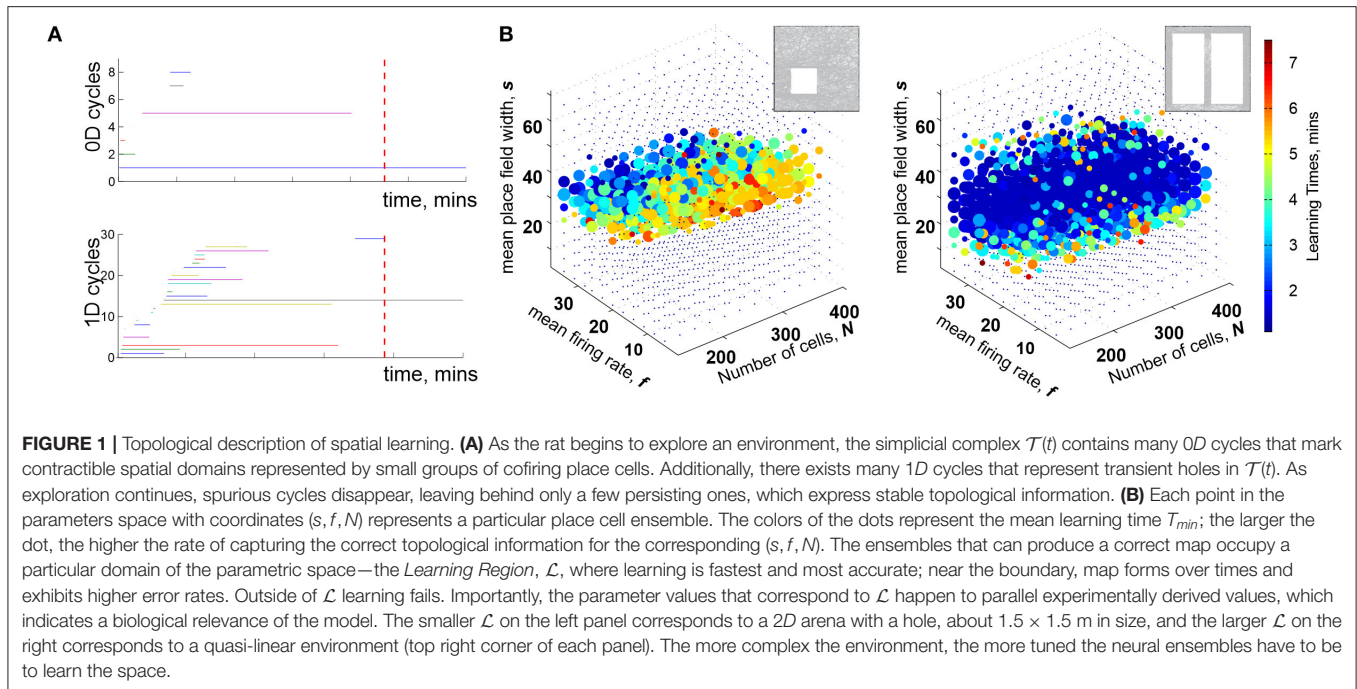 A
0D cycles
8
6
4
2
0
time, mins
1D cycles
30
20
10
0
time, mins
B
mean place field width, s
60
40
20
30
20
10
mean firing rate, f
200
300
400
Number of cells, N
mean place field width, s
60
40
20
30
20
10
mean firing rate, f
200
300
400
Number of cells, N
7
6
5
4
3
2
Learning Times, mins
FIGURE 1 | Topological description of spatial learning. (A) As the rat begins to explore an environment, the simplicial complex 𝒯(t) contains many 0D cycles that mark
contractible spatial domains represented by small groups of cofiring place cells. Additionally, there exists many 1D cycles that represent transient holes in 𝒯(t). As
exploration continues, spurious cycles disappear, leaving behind only a few persisting ones, which express stable topological information. (B) Each point in the
parameters space with coordinates (s, f, N) represents a particular place cell ensemble. The colors of the dots represent the mean learning time Tmin; the larger the
dot, the higher the rate of capturing the correct topological information for the corresponding (s, f, N). The ensembles that can produce a correct map occupy a
particular domain of the parametric space—the Learning Region, ℒ, where learning is fastest and most accurate; near the boundary, map forms over times and
exhibits higher error rates. Outside of ℒ learning fails. Importantly, the parameter values that correspond to ℒ happen to parallel experimentally derived values, which
indicates a biological relevance of the model. The smaller ℒ on the left panel corresponds to a 2D arena with a hole, about 1.5 × 1.5 m in size, and the larger ℒ on the
right corresponds to a quasi-linear environment (top right corner of each panel). The more complex the environment, the more tuned the neural ensembles have to be
to learn the space.